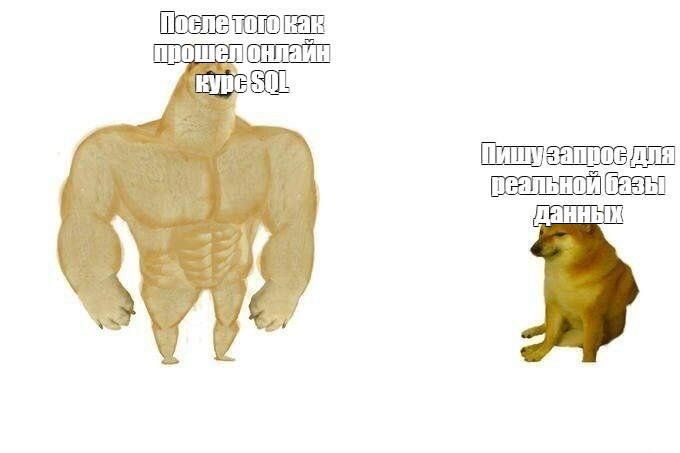 После того как
прошел онлайн
курс SQL
Пишу запрос для
реальной базы
данных